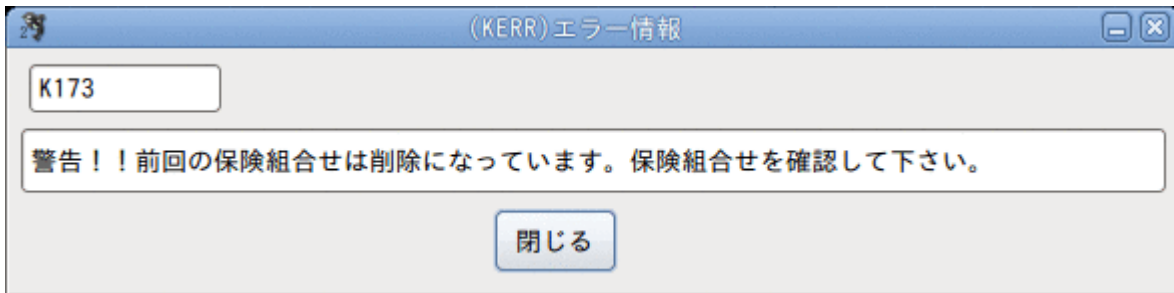 (KERR)エラー情報
K173
警告！！前回の保険組合せは削除になっています。保険組合せを確認して下さい。
閉じる